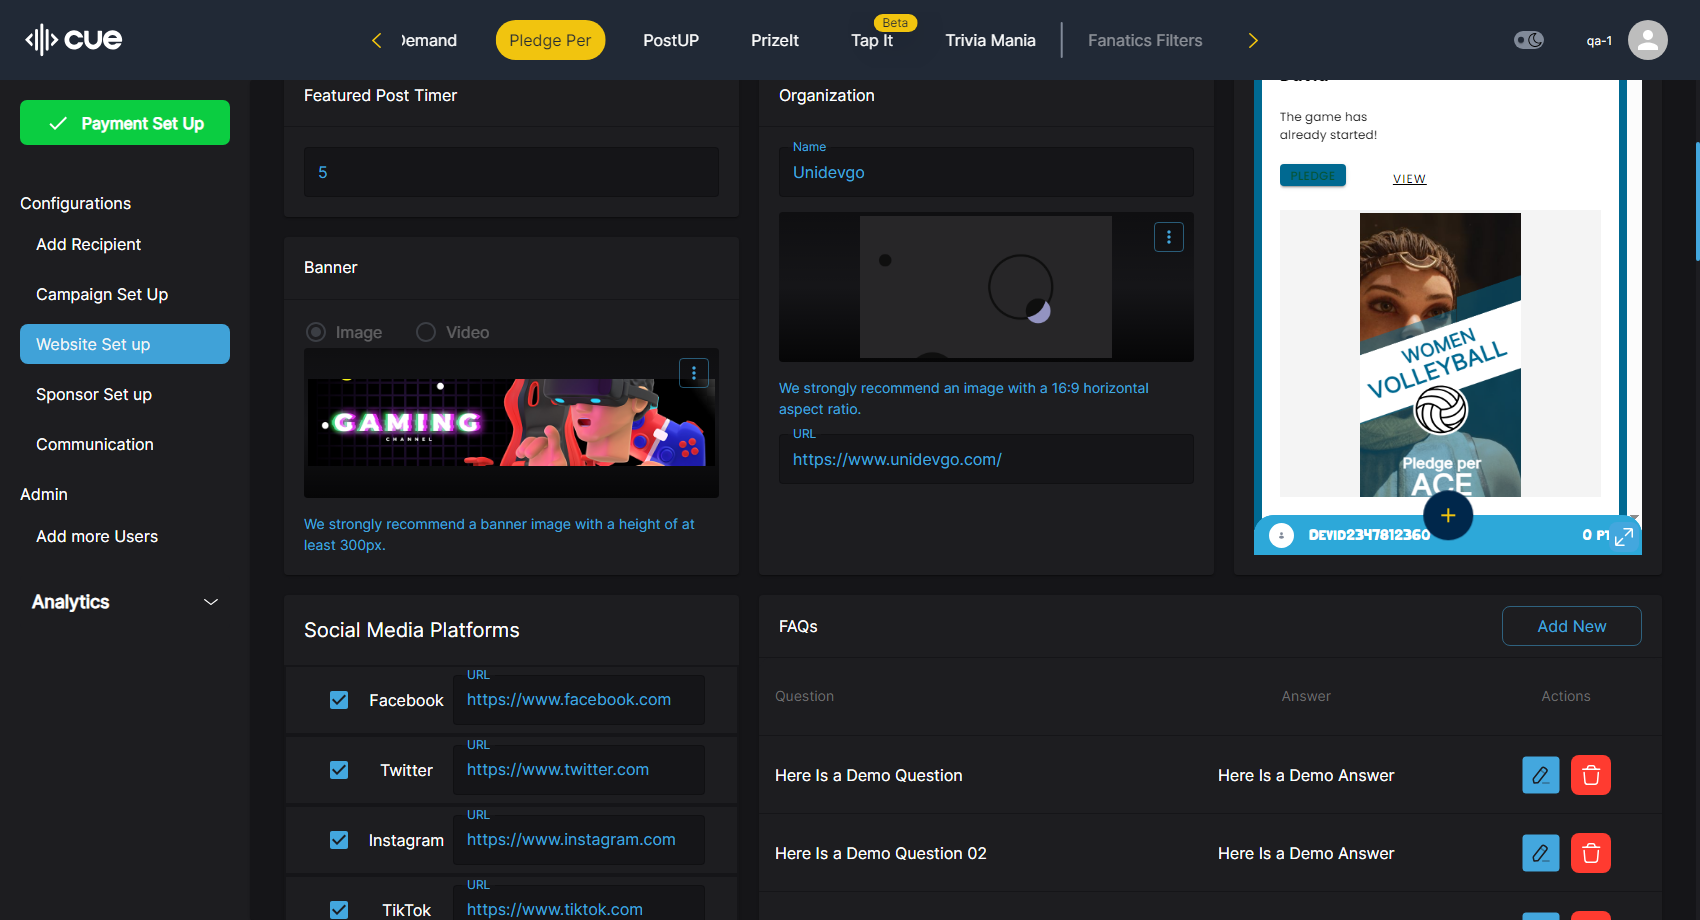 cue
Demand
Pledge Per
PostUP
PrizeIt
Beta
Tap It
Trivia Mania
Fanatics Filters
qa-1
Payment Set Up
Configurations
Add Recipient
Campaign Set Up
Website Set up
Sponsor Set up
Communication
Admin
Add more Users
Analytics
Featured Post Timer
5
Banner
Image
Video
GAMING
CHANNEL
We strongly recommend a banner image with a height of at
least 300px.
Organization
Name
Unidevgo
We strongly recommend an image with a 16:9 horizontal
aspect ratio.
URL
https://www.unidevgo.com/
The game has
already started!
PLEDGE
VIEW
WOMEN
VOLLEYBALL
Pledge per
ACE
DEVID2347812360
0 PT
Social Media Platforms
Facebook
URL
https://www.facebook.com
Twitter
URL
https://www.twitter.com
Instagram
URL
https://www.instagram.com
TikTok
URL
https://www.tiktok.com
FAQs
Add New
Question
Answer
Actions
Here Is a Demo Question
Here Is a Demo Answer
Here Is a Demo Question 02
Here Is a Demo Answer